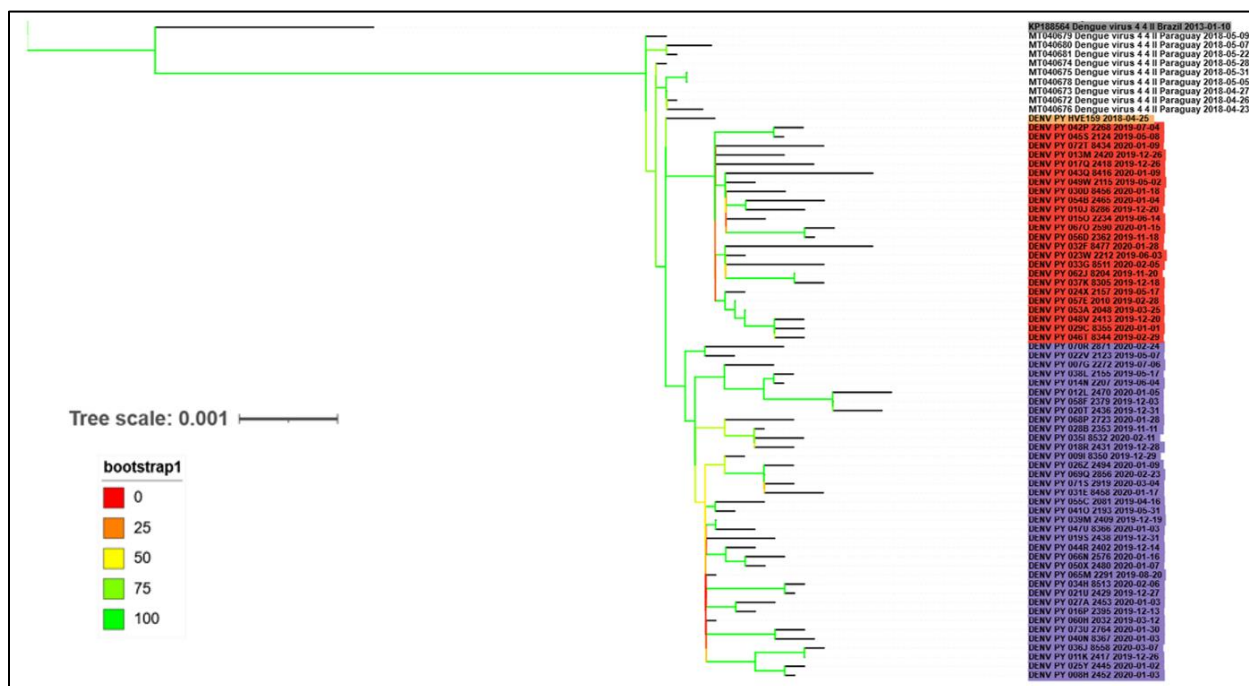 KP188564 Dengue virus 4 4 II Brazil 2013-01-10
MT040679 Dengue virus 4 4 II Paraguay 2018-05-09
MT040680 Dengue virus 4 4 II Paraguay 2018-05-07
MT040681 Dengue virus 4 4 II Paraguay 2018-05-22
MT040674 Dengue virus 4 4 II Paraguay 2018-05-28
MT040675 Dengue virus 4 4 II Paraguay 2018-05-31
MT040678 Dengue virus 4 4 II Paraguay 2018-05-05
MT040673 Dengue virus 4 4 II Paraguay 2018-04-27
MT040672 Dengue virus 4 4 II Paraguay 2018-04-26
MT040676 Dengue virus 4 4 II Paraguay 2018-04-23
DENV PY HVE159 2018-04-25
DENV PY 042P 2268 2019-07-04
DENV PY 045S 2124 2019-05-08
DENV PY 072T 8434 2020-01-09
DENV PY 013M 2420 2019-12-26
DENV PY 017Q 2418 2019-12-26
DENV PY 043Q 8416 2020-01-09
DENV PY 049W 2115 2019-05-02
DENV PY 030D 8456 2020-01-18
DENV PY 054B 2465 2020-01-04
DENV PY 010J 8286 2019-12-20
DENV PY 015O 2234 2019-06-14
DENV PY 067O 2590 2020-01-15
DENV PY 056D 2362 2019-11-18
DENV PY 032F 8477 2020-01-28
DENV PY 023W 2212 2019-06-03
DENV PY 033G 8511 2020-02-05
DENV PY 062J 8204 2019-11-20
DENV PY 037K 8305 2019-12-18
DENV PY 024X 2157 2019-05-17
DENV PY 057E 2010 2019-02-28
DENV PY 053A 2048 2019-03-25
DENV PY 048V 2413 2019-12-20
DENV PY 029C 8355 2020-01-01
DENV PY 046T 8344 2019-02-29
DENV PY 070R 2871 2020-02-24
DENV PY 022V 2123 2019-05-07
DENV PY 007G 2272 2019-07-06
DENV PY 038L 2155 2019-05-17
DENV PY 014N 2207 2019-06-04
DENV PY 012L 2470 2020-01-05
DENV PY 058F 2379 2019-12-03
DENV PY 020T 2436 2019-12-31
DENV PY 068P 2723 2020-01-28
DENV PY 028B 2353 2019-11-11
DENV PY 035I 8532 2020-02-11
DENV PY 018R 2431 2019-12-28
DENV PY 009I 8350 2019-12-29
DENV PY 026Z 2494 2020-01-09
DENV PY 069Q 2856 2020-02-23
DENV PY 071S 2919 2020-03-04
DENV PY 031E 8458 2020-01-17
DENV PY 055C 2081 2019-04-16
DENV PY 041O 2193 2019-05-31
DENV PY 039M 2409 2019-12-19
DENV PY 047U 8366 2020-01-03
DENV PY 019S 2438 2019-12-31
DENV PY 044R 2402 2019-12-14
DENV PY 066N 2576 2020-01-16
DENV PY 050X 2480 2020-01-07
DENV PY 065M 2291 2019-08-20
DENV PY 034H 8513 2020-02-06
DENV PY 021U 2429 2019-12-27
DENV PY 027A 2453 2020-01-03
DENV PY 016P 2395 2019-12-13
DENV PY 060H 2032 2019-03-12
DENV PY 073U 2764 2020-01-30
DENV PY 040N 8367 2020-01-03
DENV PY 036J 8558 2020-03-07
DENV PY 011K 2417 2019-12-26
DENV PY 025Y 2445 2020-01-02
DENV PY 008H 2452 2020-01-03
Tree scale: 0.001
bootstrap1
0
25
50
75
100